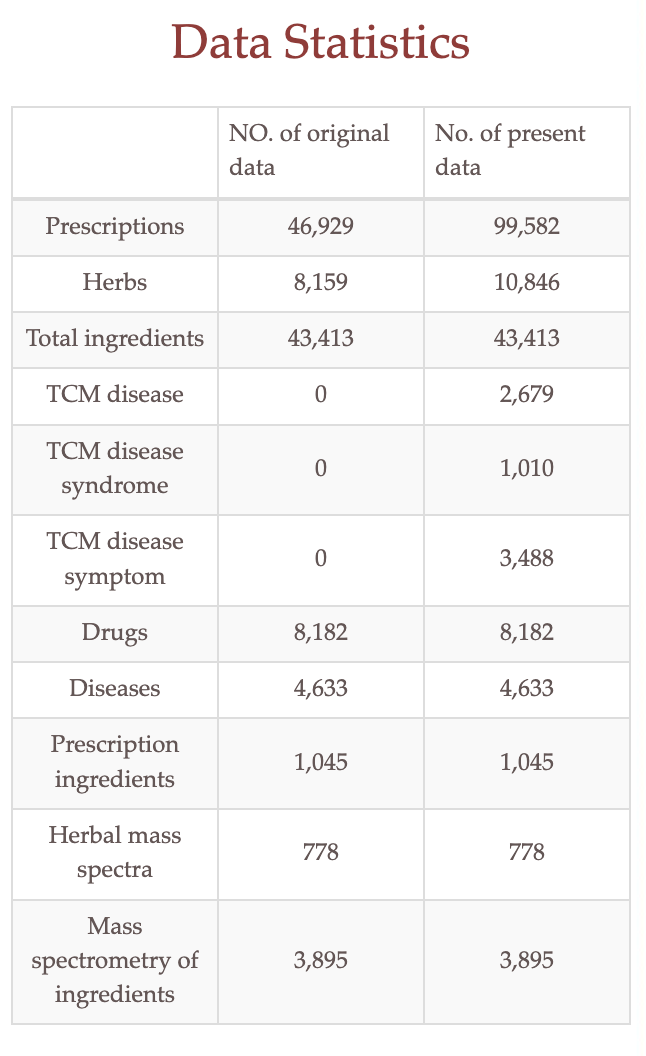 Data Statistics
NO. of original
data
No. of present
data
Prescriptions 46,929 99,582
Herbs 8,159 10,846
Total ingredients 43,413 43,413
TCM disease 0 2,679
TCM disease
syndrome
0 1,010
TCM disease
symptom
0 3,488
Drugs 8,182 8,182
Diseases 4,633 4,633
Prescription
ingredients
1,045 1,045
Herbal mass
spectra
778 778
Mass
spectrometry of
ingredients
3,895 3,895